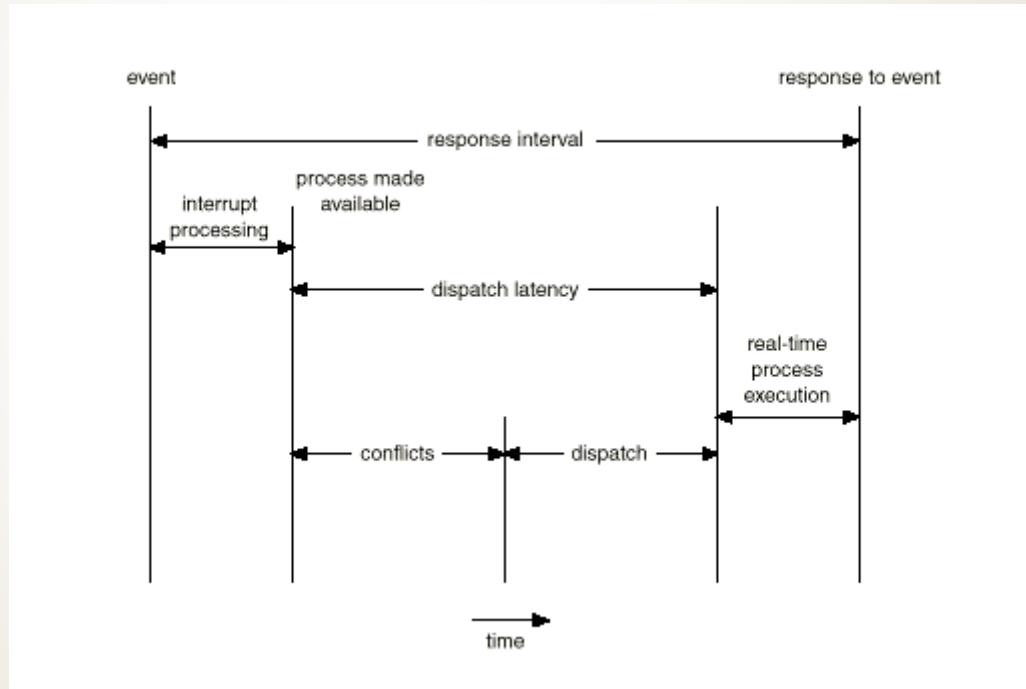 event
response to event
response interval
process made
available
interrupt
processing
dispatch latency
real-time
process
execution
conflicts
dispatch
time